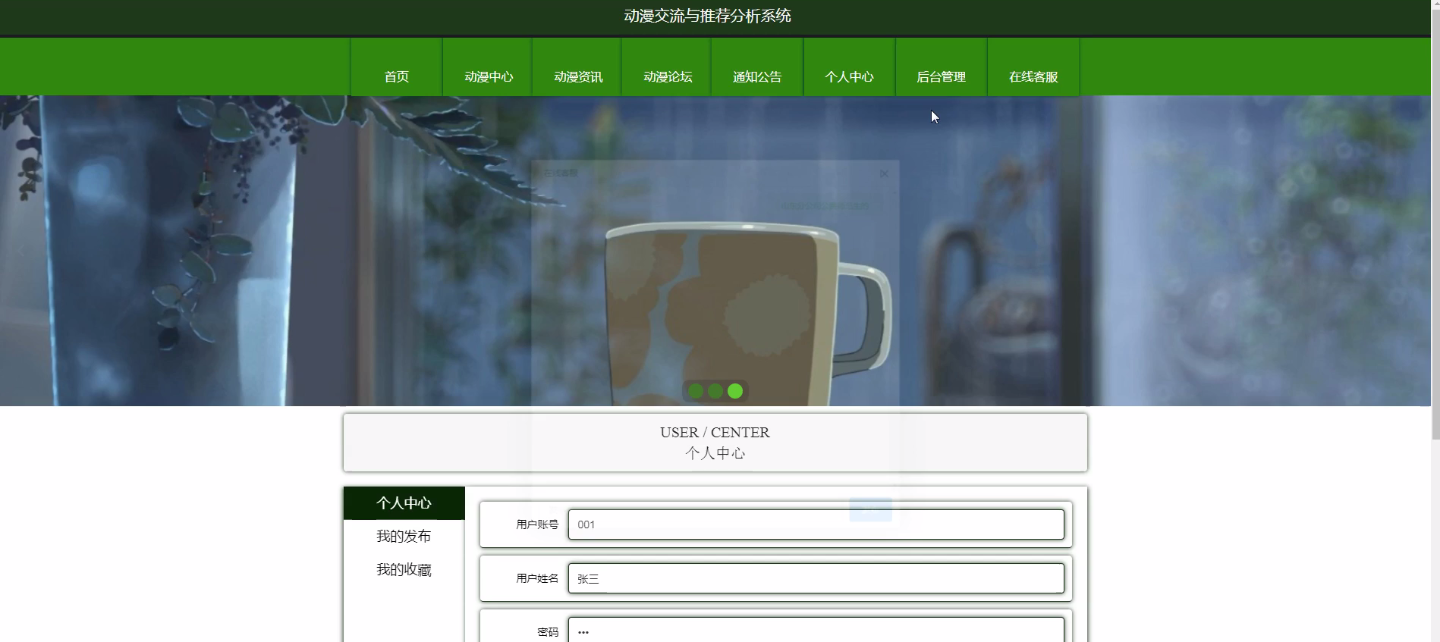 动漫交流与推荐分析系统
首页
动漫中心
动漫资讯
动漫论坛
通知公告
个人中心
后台管理
在线客服
USER / CENTER
个人中心
个人中心
我的发布
我的收藏
用户账号
001
用户姓名
张三
密码
•••